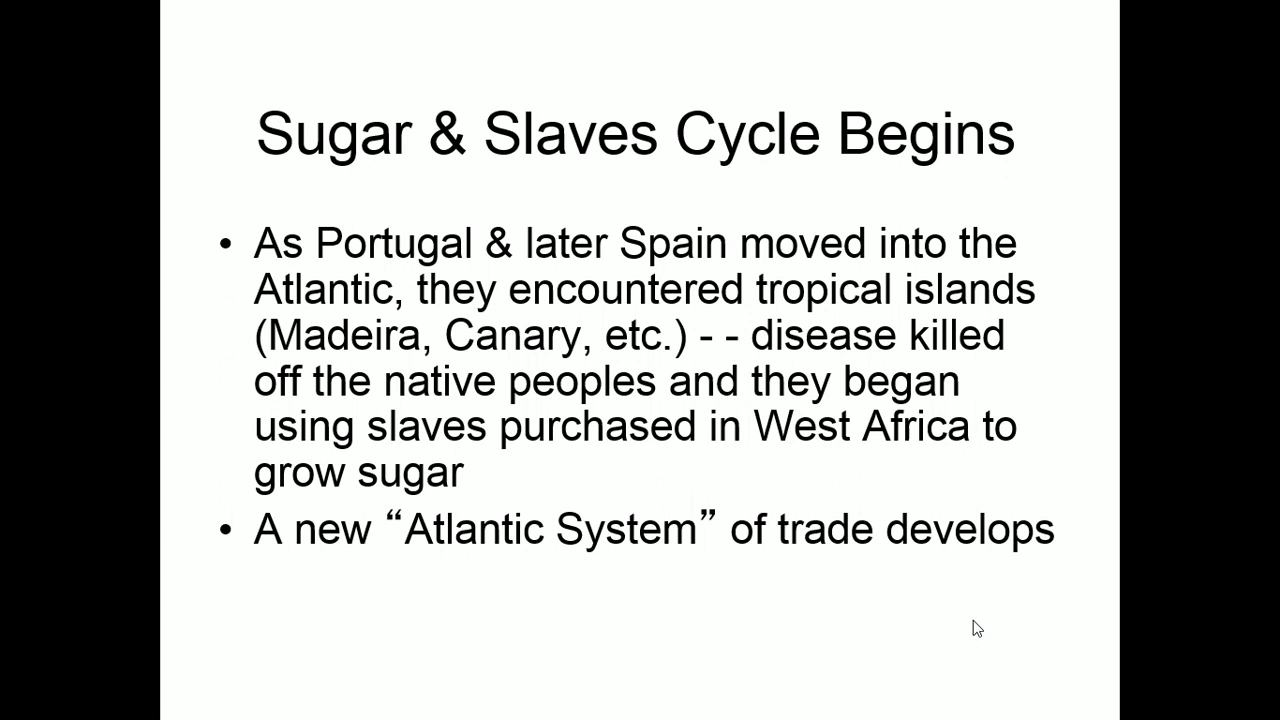 Sugar & Slaves Cycle Begins
• As Portugal & later Spain moved into the
Atlantic, they encountered tropical islands
(Madeira, Canary, etc.) - - disease killed
off the native peoples and they began
using slaves purchased in West Africa to
grow sugar
• A new “Atlantic System” of trade develops